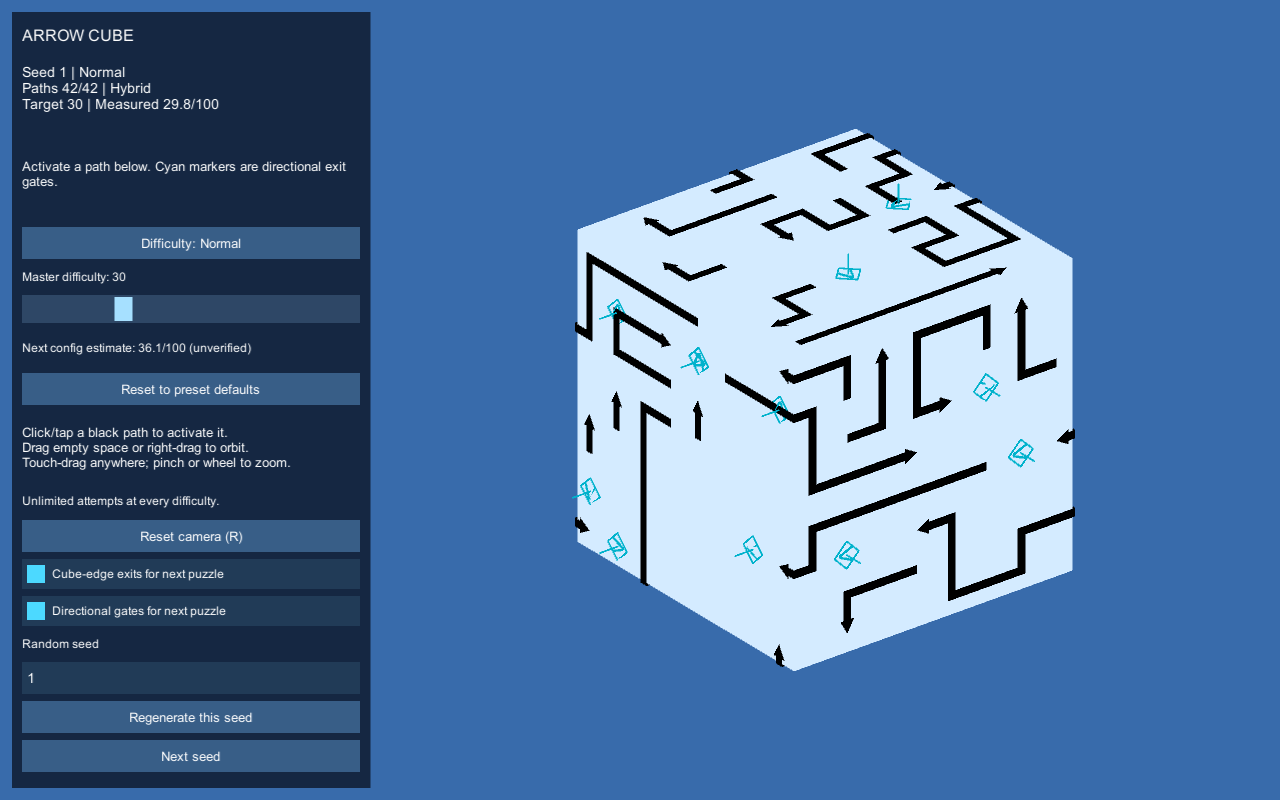 ARROW CUBE
Seed 1 | Normal
Paths 42/42 | Hybrid
Target 30 | Measured 29.8/100
Activate a path below. Cyan markers are directional exit
gates.
Difficulty: Normal
Master difficulty: 30
Next config estimate: 36.1/100 (unverified)
Reset to preset defaults
Click/tap a black path to activate it.
Drag empty space or right-drag to orbit.
Touch-drag anywhere; pinch or wheel to zoom.
Unlimited attempts at every difficulty.
Reset camera (R)
Cube-edge exits for next puzzle
Directional gates for next puzzle
Random seed
1
Regenerate this seed
Next seed